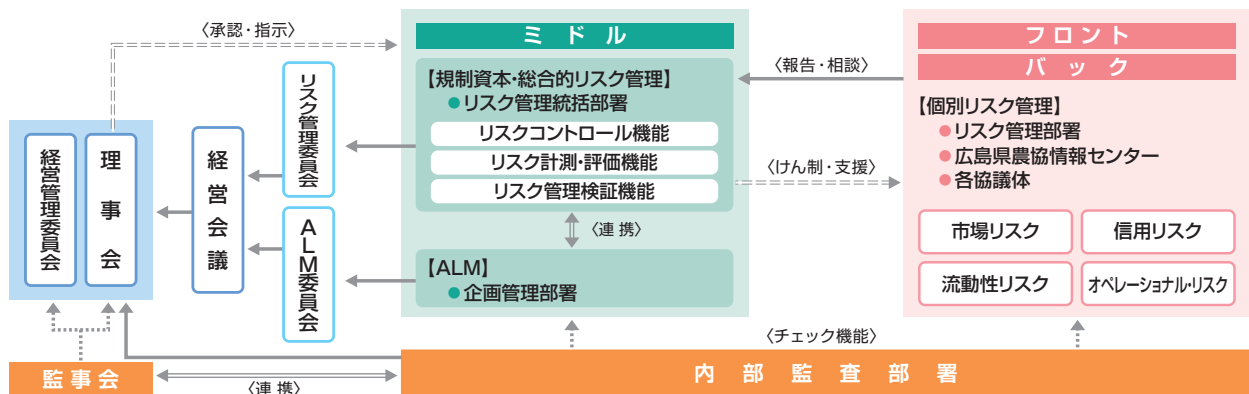 〈承認・指示〉
経営管理委員会
理事会
経営会議
リスク管理委員会
ALM委員会
ミドル
【規制資本・総合的リスク管理】
●リスク管理統括部署
リスクコントロール機能
リスク計測・評価機能
リスク管理検証機能
〈連 携〉
【ALM】
●企画管理部署
〈報告・相談〉
〈けん制・支援〉
フロント
バック
【個別リスク管理】
●リスク管理部署
●広島県農協情報センター
●各協議体
市場リスク
信用リスク
流動性リスク
オペレーショナル・リスク
〈チェック機能〉
監事会
〈連 携〉
内部監査部署